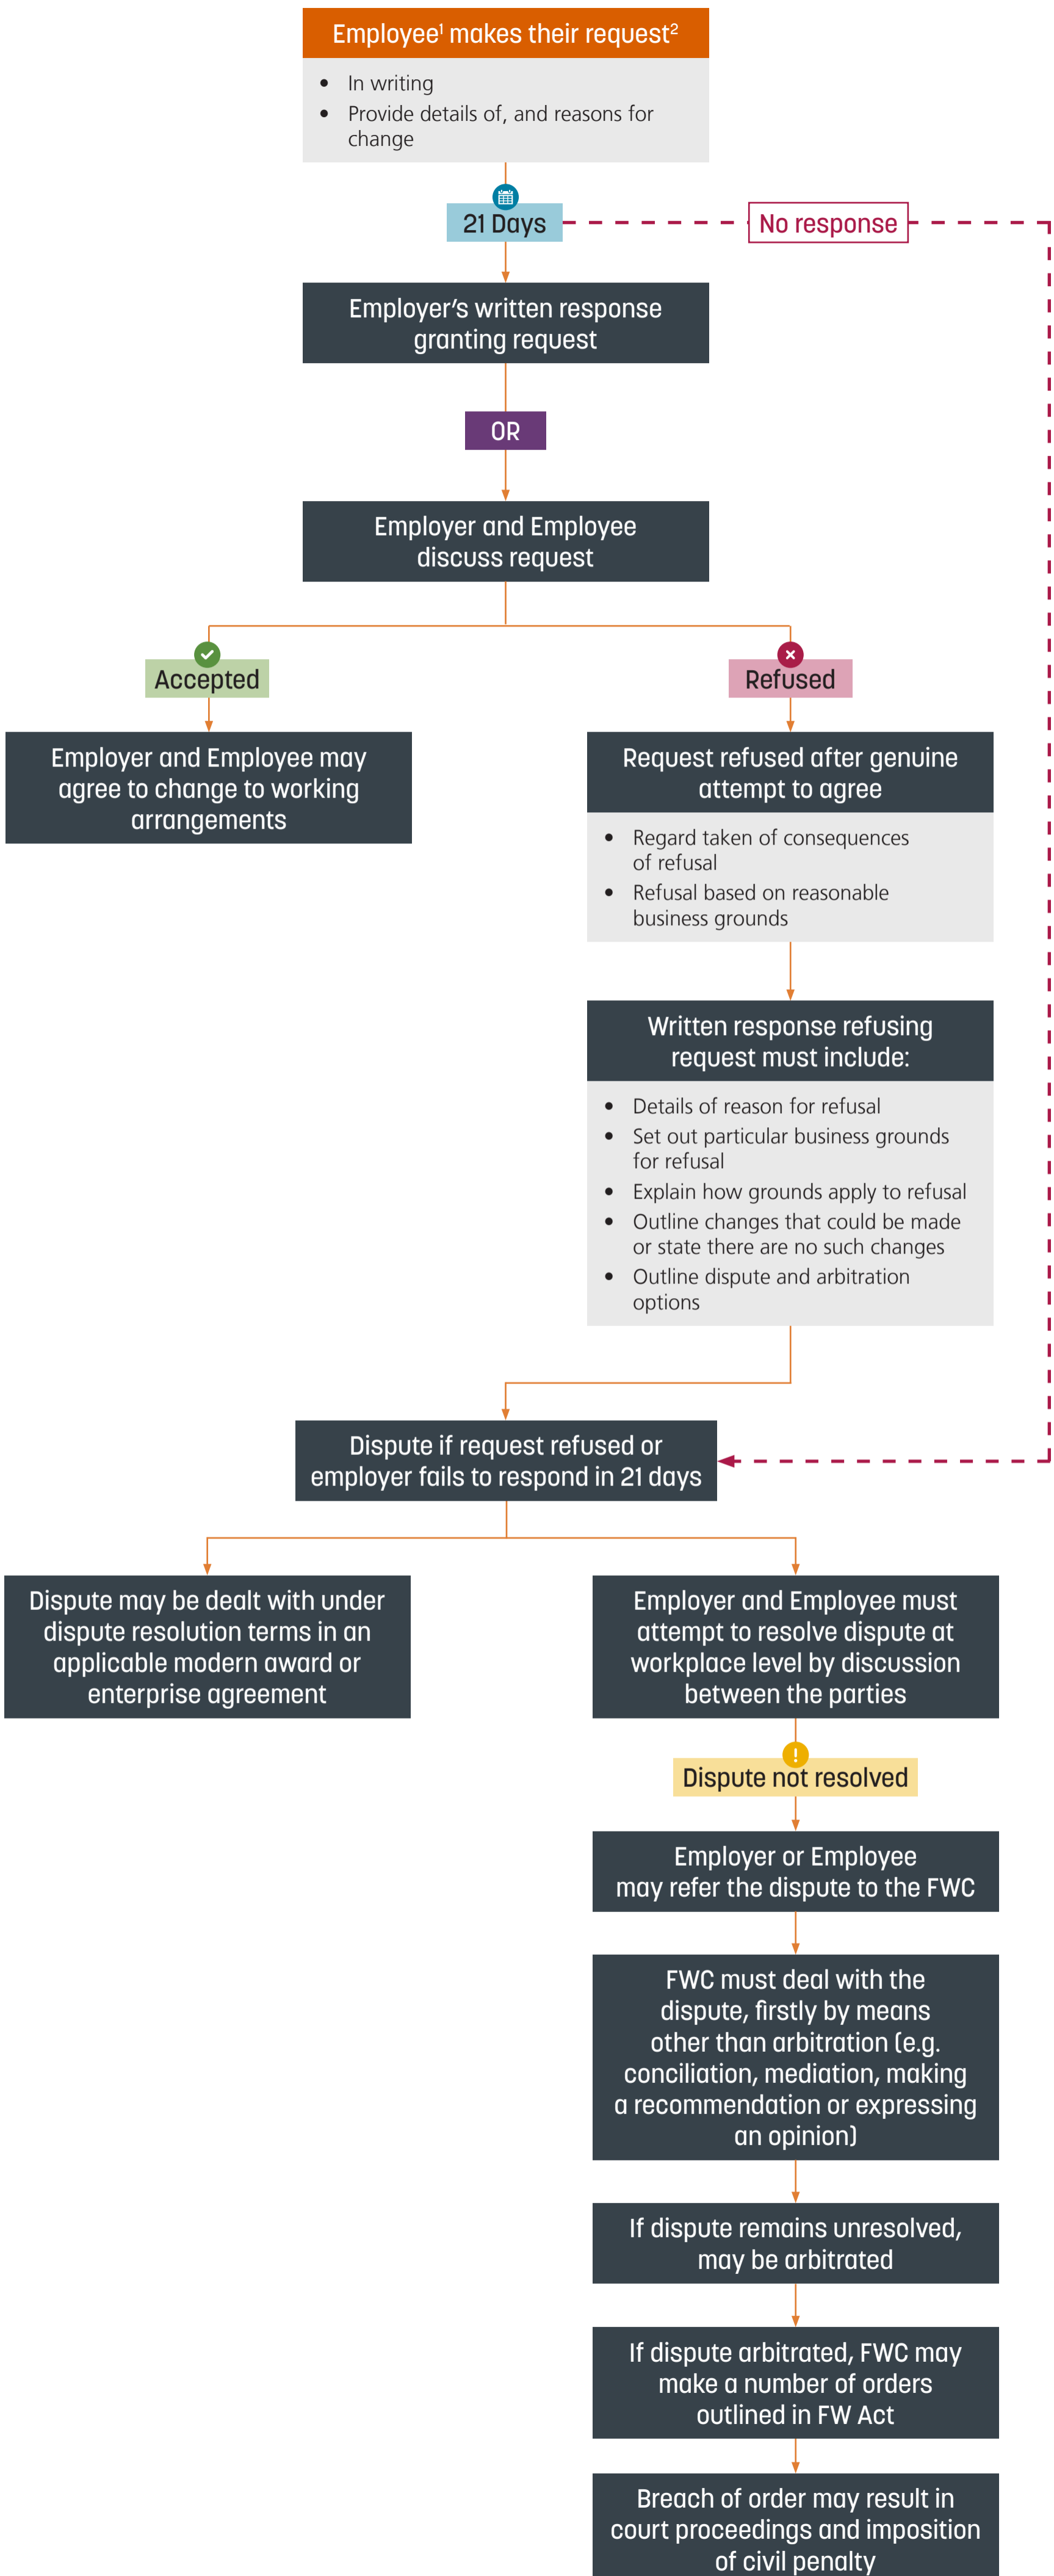 Employee¹ makes their request²
• In writing
• Provide details of, and reasons for
change
21 Days
No response
Employer's written response
granting request
OR
Employer and Employee
discuss request
Accepted
Refused
Employer and Employee may
agree to change to working
arrangements
Request refused after genuine
attempt to agree
• Regard taken of consequences
of refusal
• Refusal based on reasonable
business grounds
Written response refusing
request must include:
• Details of reason for refusal
• Set out particular business grounds
for refusal
• Explain how grounds apply to refusal
• Outline changes that could be made
or state there are no such changes
• Outline dispute and arbitration
options
Dispute if request refused or
employer fails to respond in 21 days
Dispute may be dealt with under
dispute resolution terms in an
applicable modern award or
enterprise agreement
Employer and Employee must
attempt to resolve dispute at
workplace level by discussion
between the parties
Dispute not resolved
Employer or Employee
may refer the dispute to the FWC
FWC must deal with the
dispute, firstly by means
other than arbitration (e.g.
conciliation, mediation, making
a recommendation or expressing
an opinion)
If dispute remains unresolved,
may be arbitrated
If dispute arbitrated, FWC may
make a number of orders
outlined in FW Act
Breach of order may result in
court proceedings and imposition
of civil penalty